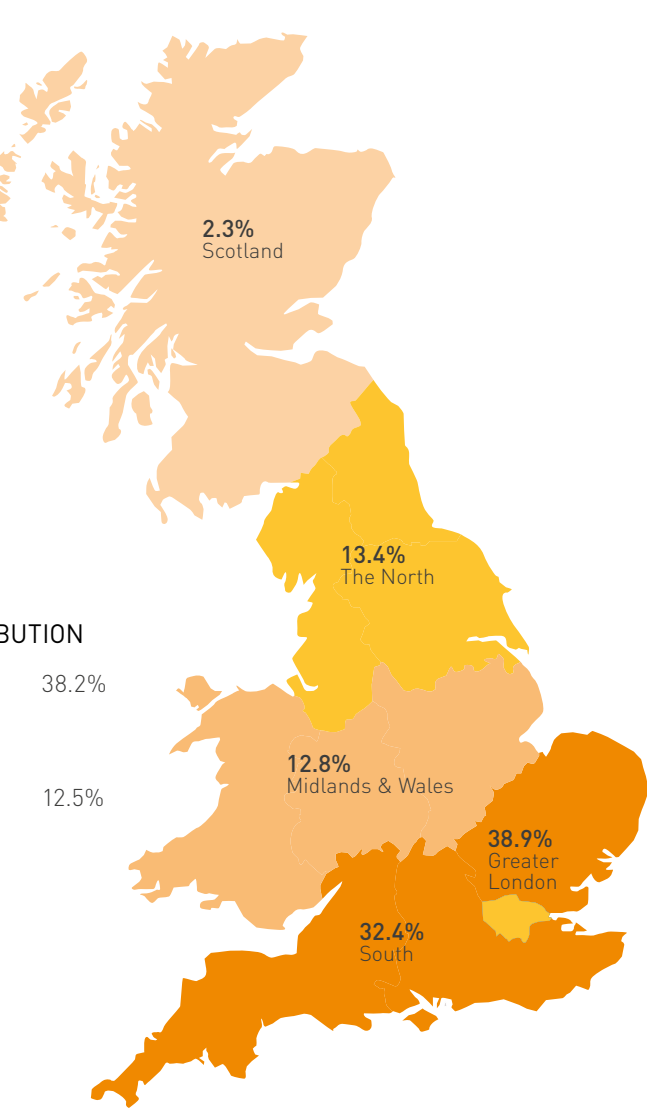 2.3%
Scotland
13.4%
The North
BUTION
38.2%
12.5%
12.8%
Midlands & Wales
38.9%
Greater
London
32.4%
South